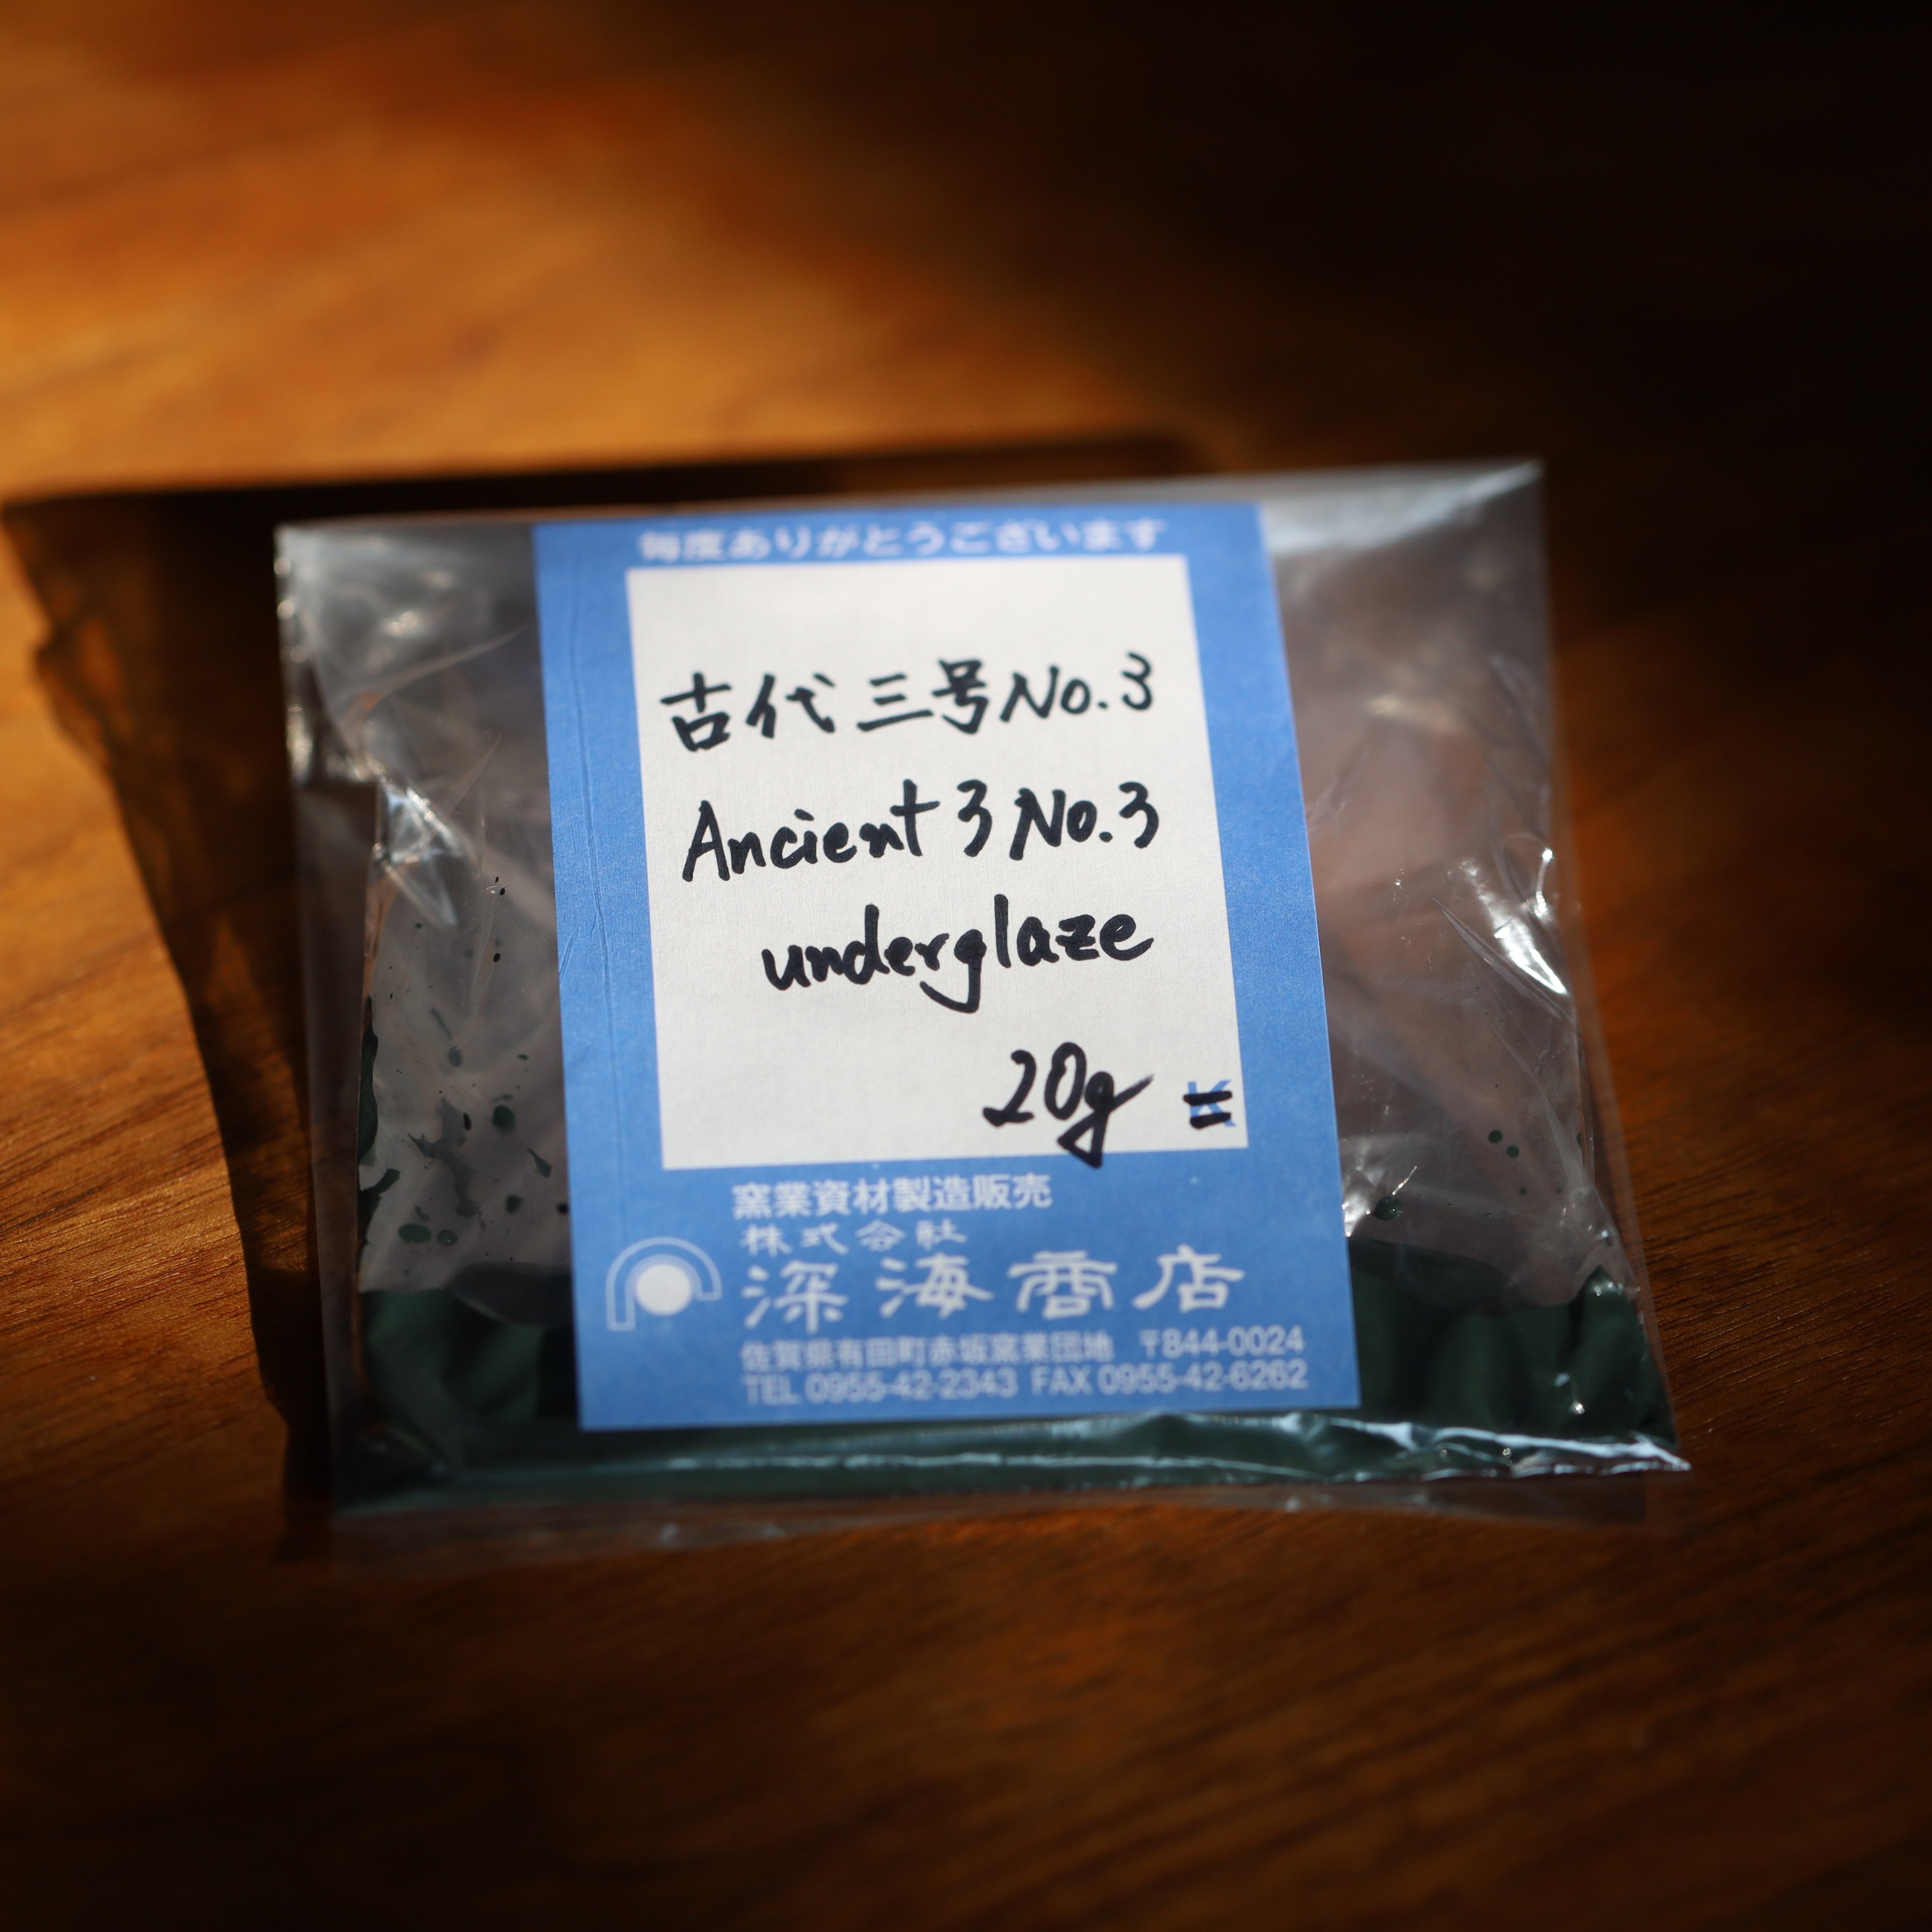 毎度ありがとうございます
古代三号No.3
Ancient 3 No.3
underglaze
20g K
窯業資材製造販売
株式会社
深海商店
佐賀県有田町赤坂窯業団地 〒844-0024
TEL 0955-42-2343 FAX 0955-42-6262